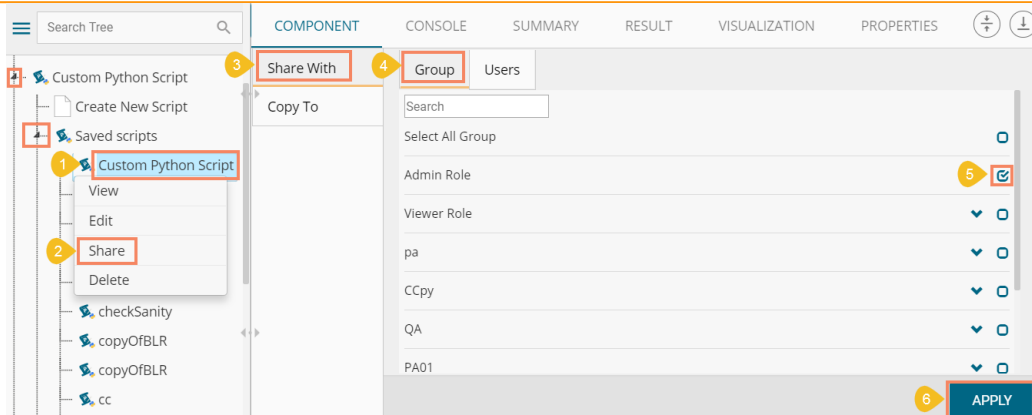 Search Tree
COMPONENT
CONSOLE
SUMMARY
RESULT
VISUALIZATION
PROPERTIES
Custom Python Script
Create New Script
Saved scripts
1
Custom Python Script
View
Edit
2
Share
Delete
checkSanity
copyOfBLR
copyOfBLR
cc
3
Share With
Copy To
4
Group
Users
Search
Select All Group
Admin Role
5
Viewer Role
pa
CCpy
QA
PA01
6
APPLY